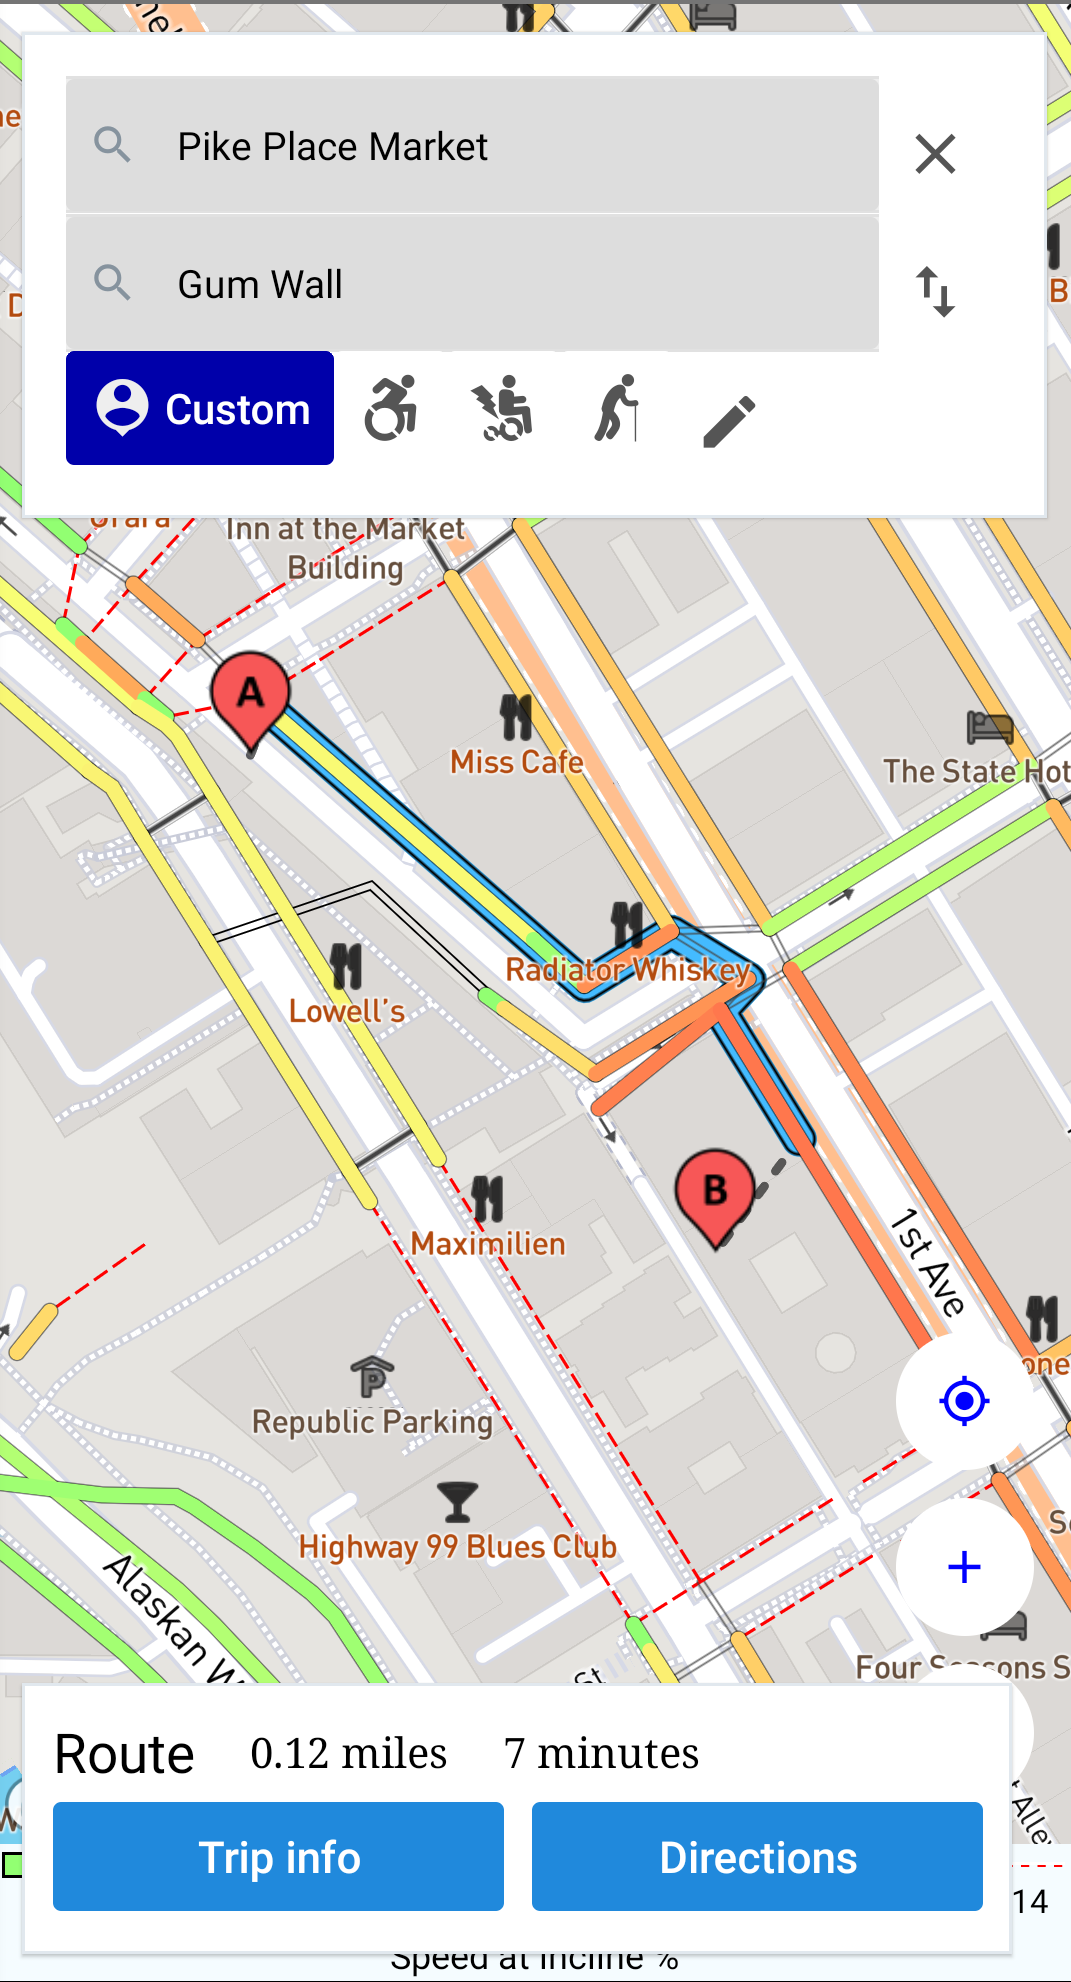 Pike Place Market
Gum Wall
Custom
Inn at the Market
Building
Miss Cafe
The State Hot
Radiator Whiskey
Lowell's
Maximilien
1st Ave
Republic Parking
Highway 99 Blues Club
Alaskan W
St
Four Seasons S
Route 0.12 miles 7 minutes
Trip info
Directions
14
Speed at incline %
A
B
P